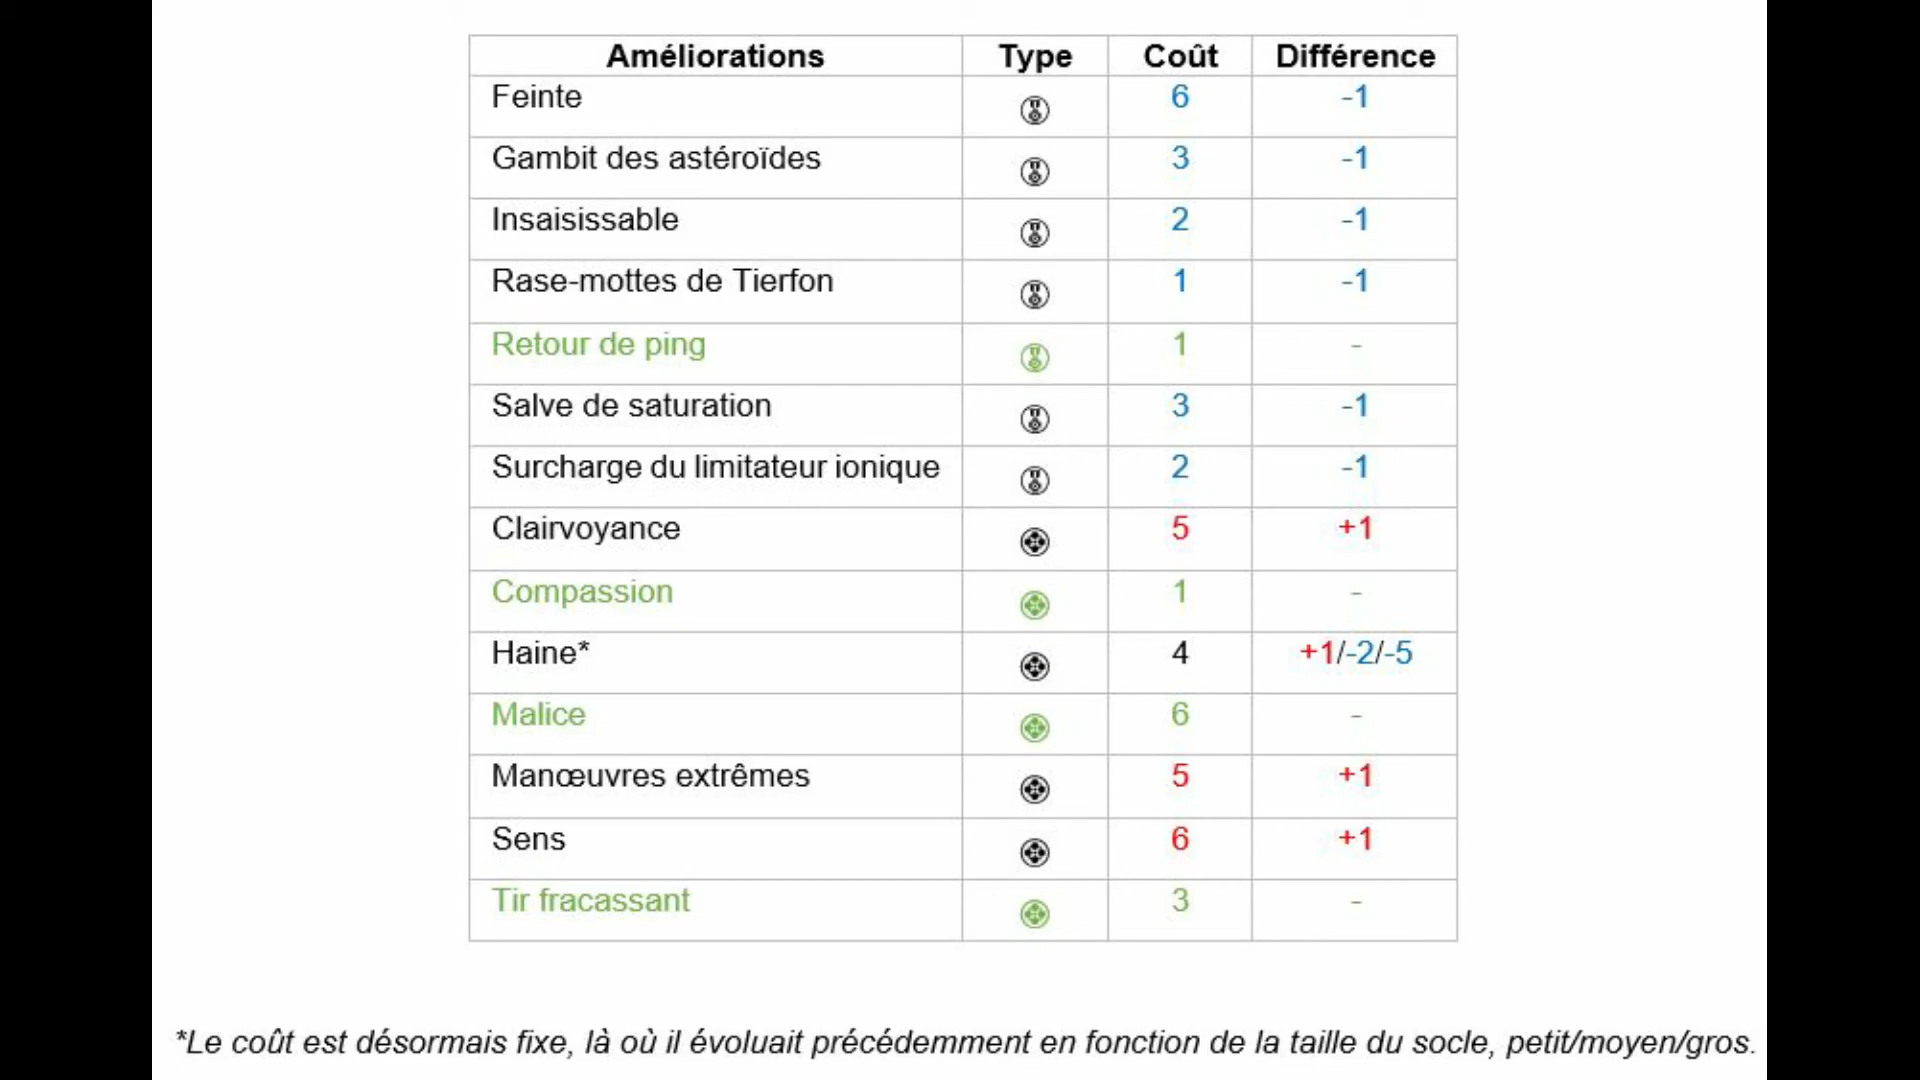 Améliorations Type Coût Différence
Feinte 6 -1
Gambit des astéroïdes 3 -1
Insaisissable 2 -1
Rase-mottes de Tierfon 1 -1
Retour de ping 1 -
Salve de saturation 3 -1
Surcharge du limitateur ionique 2 -1
Clairvoyance 5 +1
Compassion 1 -
Haine* 4 +1/-2/-5
Malice 6 -
Manœuvres extrêmes 5 +1
Sens 6 +1
Tir fracassant 3 -
*Le coût est désormais fixe, là où il évoluait précédemment en fonction de la taille du socle, petit/moyen/gros.